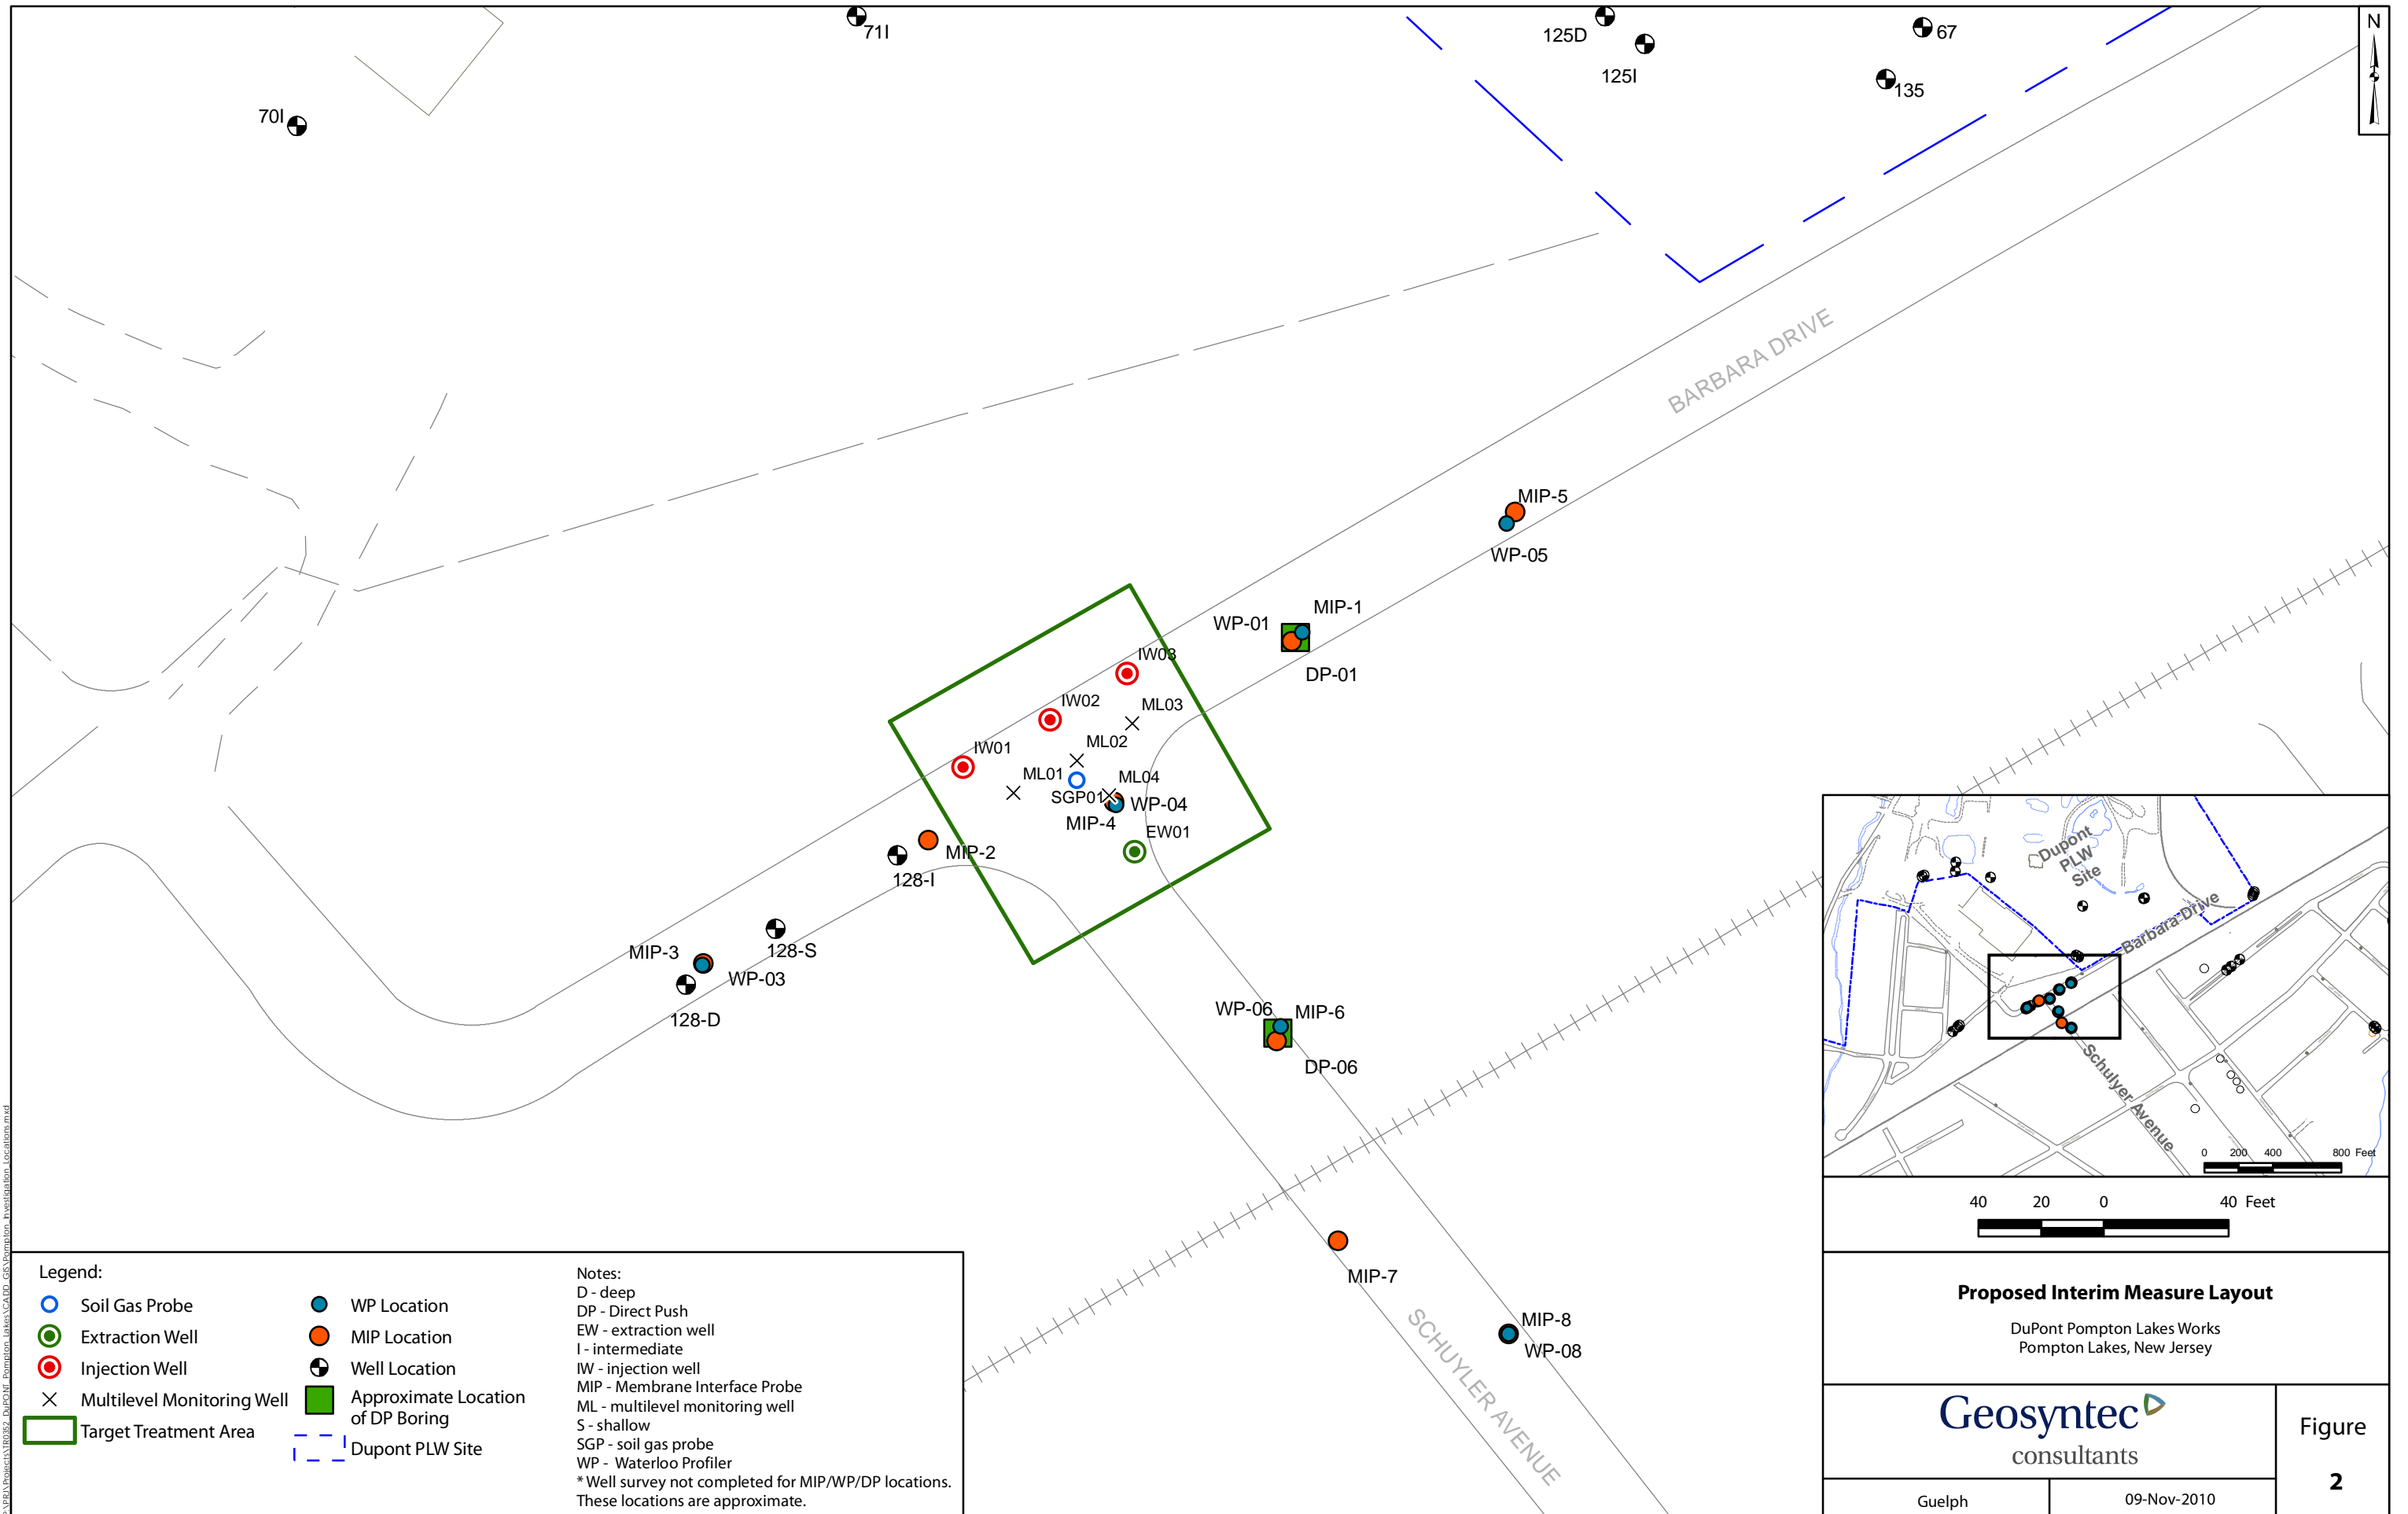 71I
125D
125I
67
135
N
70I
BARBARA DRIVE
MIP-5
WP-05
MIP-1
WP-01
DP-01
IW03
IW02
ML03
IW01
ML02
ML01
ML04
SGP01
WP-04
MIP-4
EW01
MIP-2
128-I
128-S
MIP-3
WP-03
128-D
WP-06
MIP-6
DP-06
MIP-7
MIP-8
WP-08
SCHUYLER AVENUE
Dupont
PLW
Site
Barbara Drive
Schulyer Avenue
0 200 400 800 Feet
40 20 0 40 Feet
Proposed Interim Measure Layout
DuPont Pompton Lakes Works
Pompton Lakes, New Jersey
Geosyntec
consultants
Figure
2
Guelph
09-Nov-2010
Legend:
Soil Gas Probe
Extraction Well
Injection Well
Multilevel Monitoring Well
Target Treatment Area
WP Location
MIP Location
Well Location
Approximate Location
of DP Boring
Dupont PLW Site
Notes:
D - deep
DP - Direct Push
EW - extraction well
I - intermediate
IW - injection well
MIP - Membrane Interface Probe
ML - multilevel monitoring well
S - shallow
SGP - soil gas probe
WP - Waterloo Profiler
* Well survey not completed for MIP/WP/DP locations.
These locations are approximate.